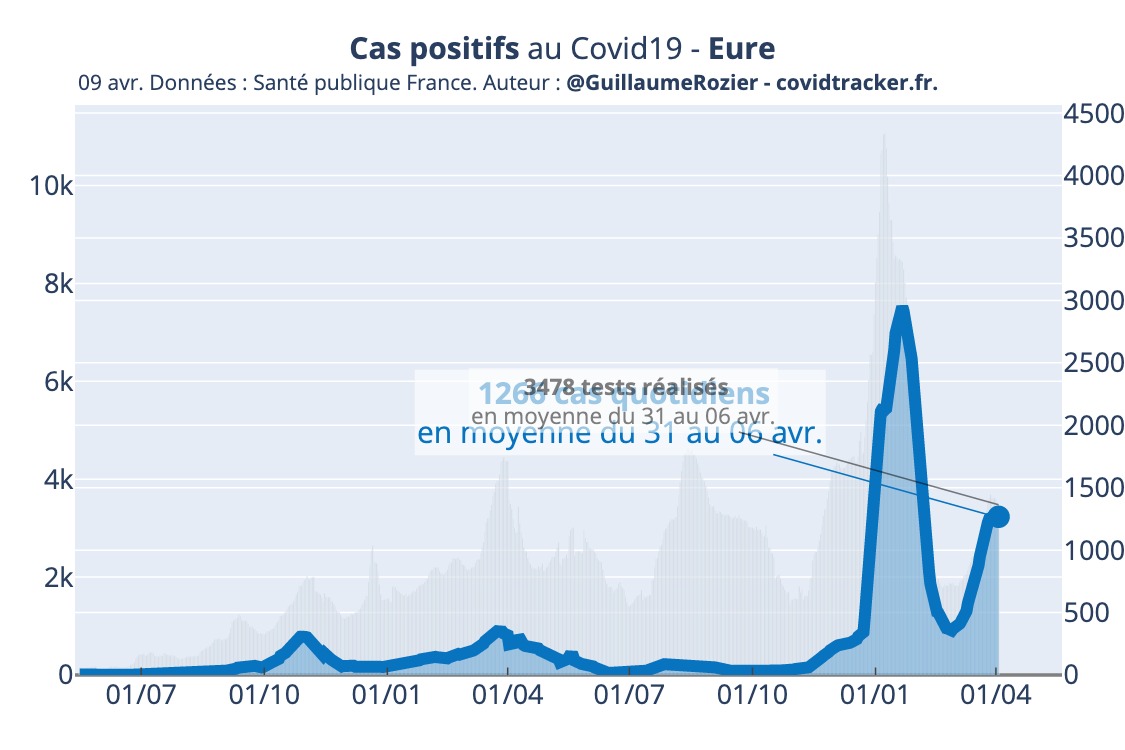 Cas positifs au Covid19 - Eure
09 avr. Données : Santé publique France. Auteur : @GuillaumeRozier - covidtracker.fr.
4500
10k
4000
3500
8k
3000
2500
6k
3478 tests réalisés
1266 cas quotidiens
en moyenne du 31 au 06 avr.
en moyenne du 31 au 06 avr.
2000
4k
1500
1000
2k
500
0
0
01/07 01/10 01/01 01/04 01/07 01/10 01/01 01/04